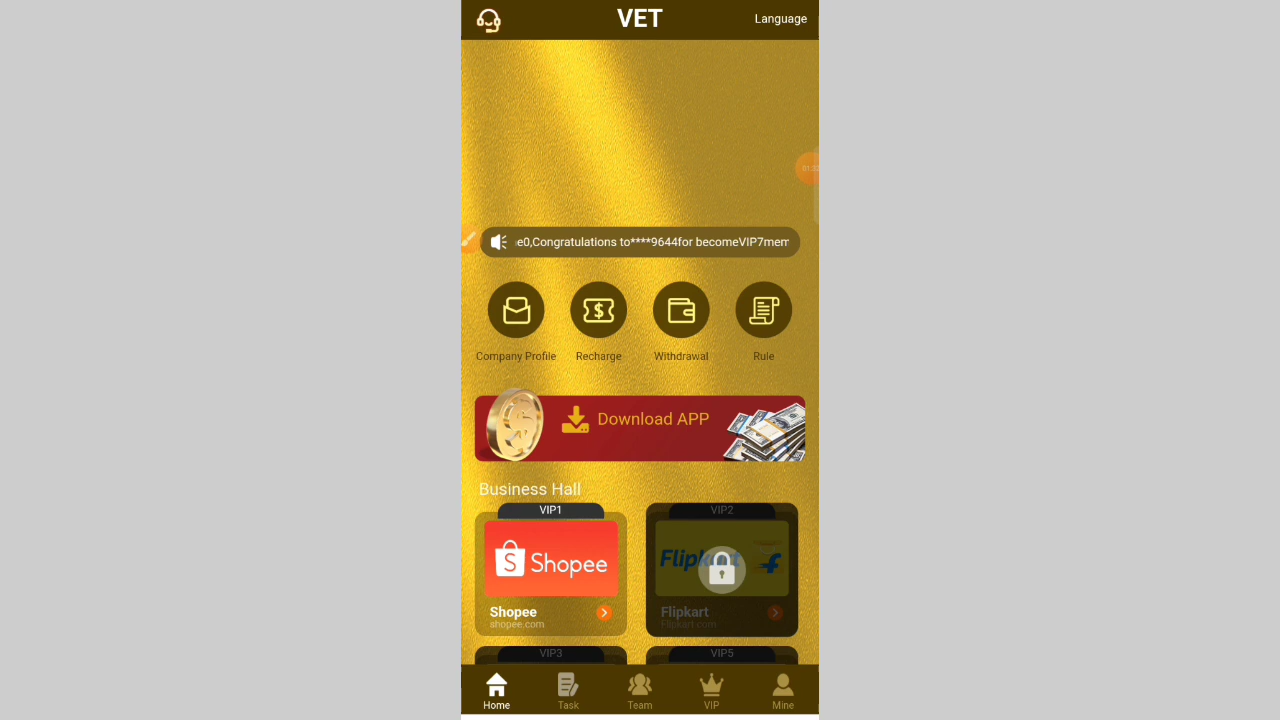 VET
Language
e0,Congratulations to****9644for becomeVIP7mem
Company Profile
Recharge
Withdrawal
Rule
Download APP
Business Hall
VIP1
VIP2
Shopee
Flipkart
Shopee
shopee.com
Flipkart
Flipkart.com
VIP3
VIP5
Home
Task
Team
VIP
Mine